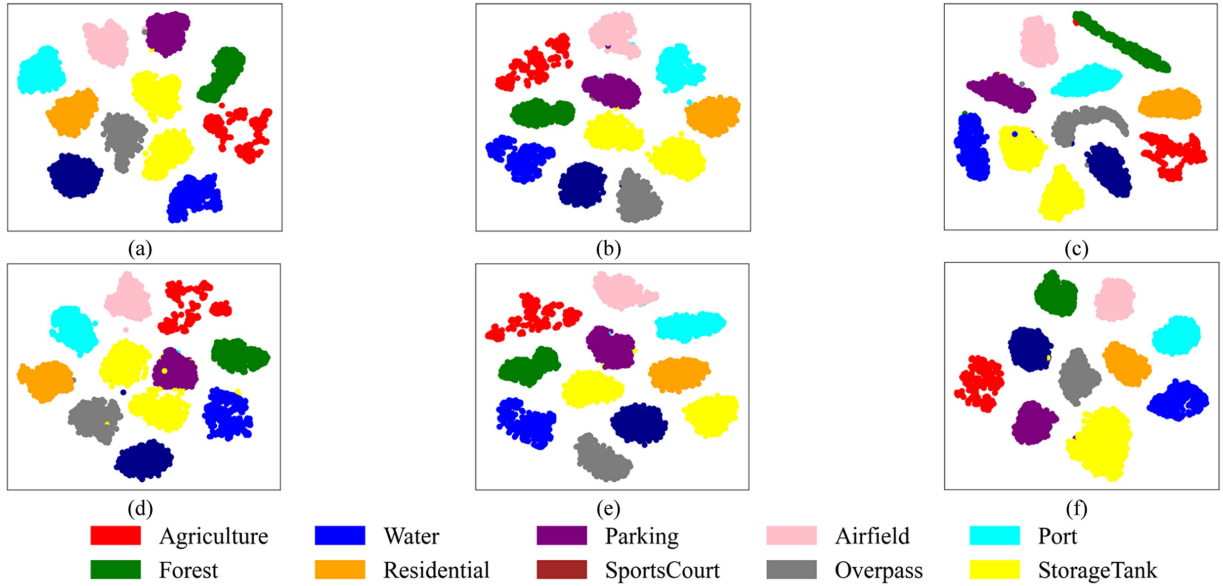 (a) (b) (c)
(d) (e) (f)
Agriculture Water Parking Airfield Port
Forest Residential SportsCourt Overpass StorageTank